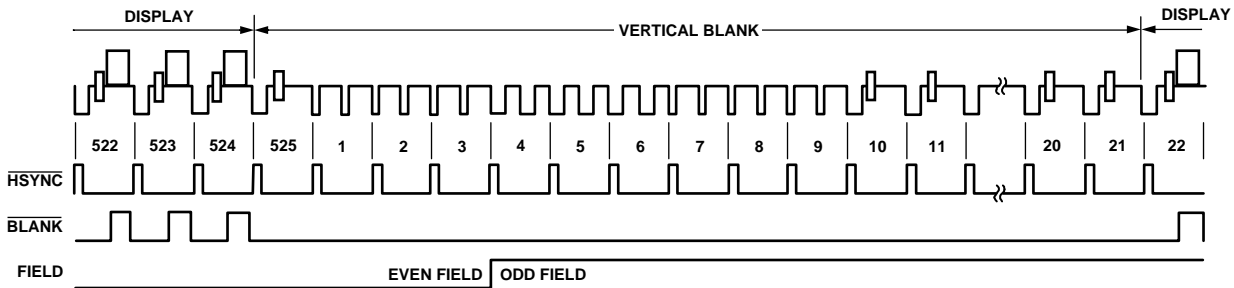 DISPLAY
VERTICAL BLANK
DISPLAY
522 523 524 525 1 2 3 4 5 6 7 8 9 10 11 20 21 22
HSYNC
BLANK
FIELD
EVEN FIELD ODD FIELD